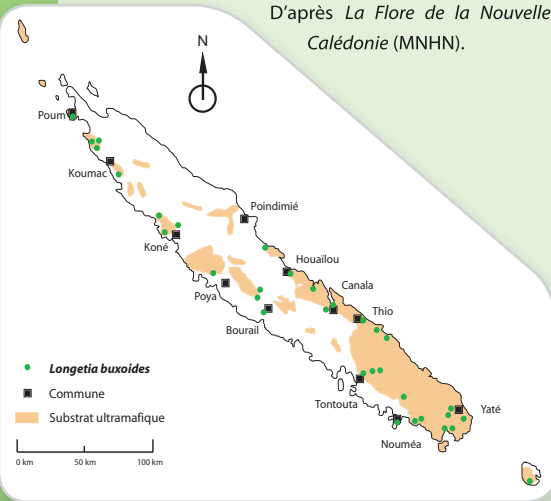 D'après La Flore de la Nouvelle
Calédonie (MNHN).
N
Poum
Koumac
Poindimié
Koné
Houaïlou
Canala
Poya
Thio
Bourail
Longetia buxoides
Commune
Tontouta
Yaté
Substrat ultramafique
Nouméa
0 km 50 km 100 km